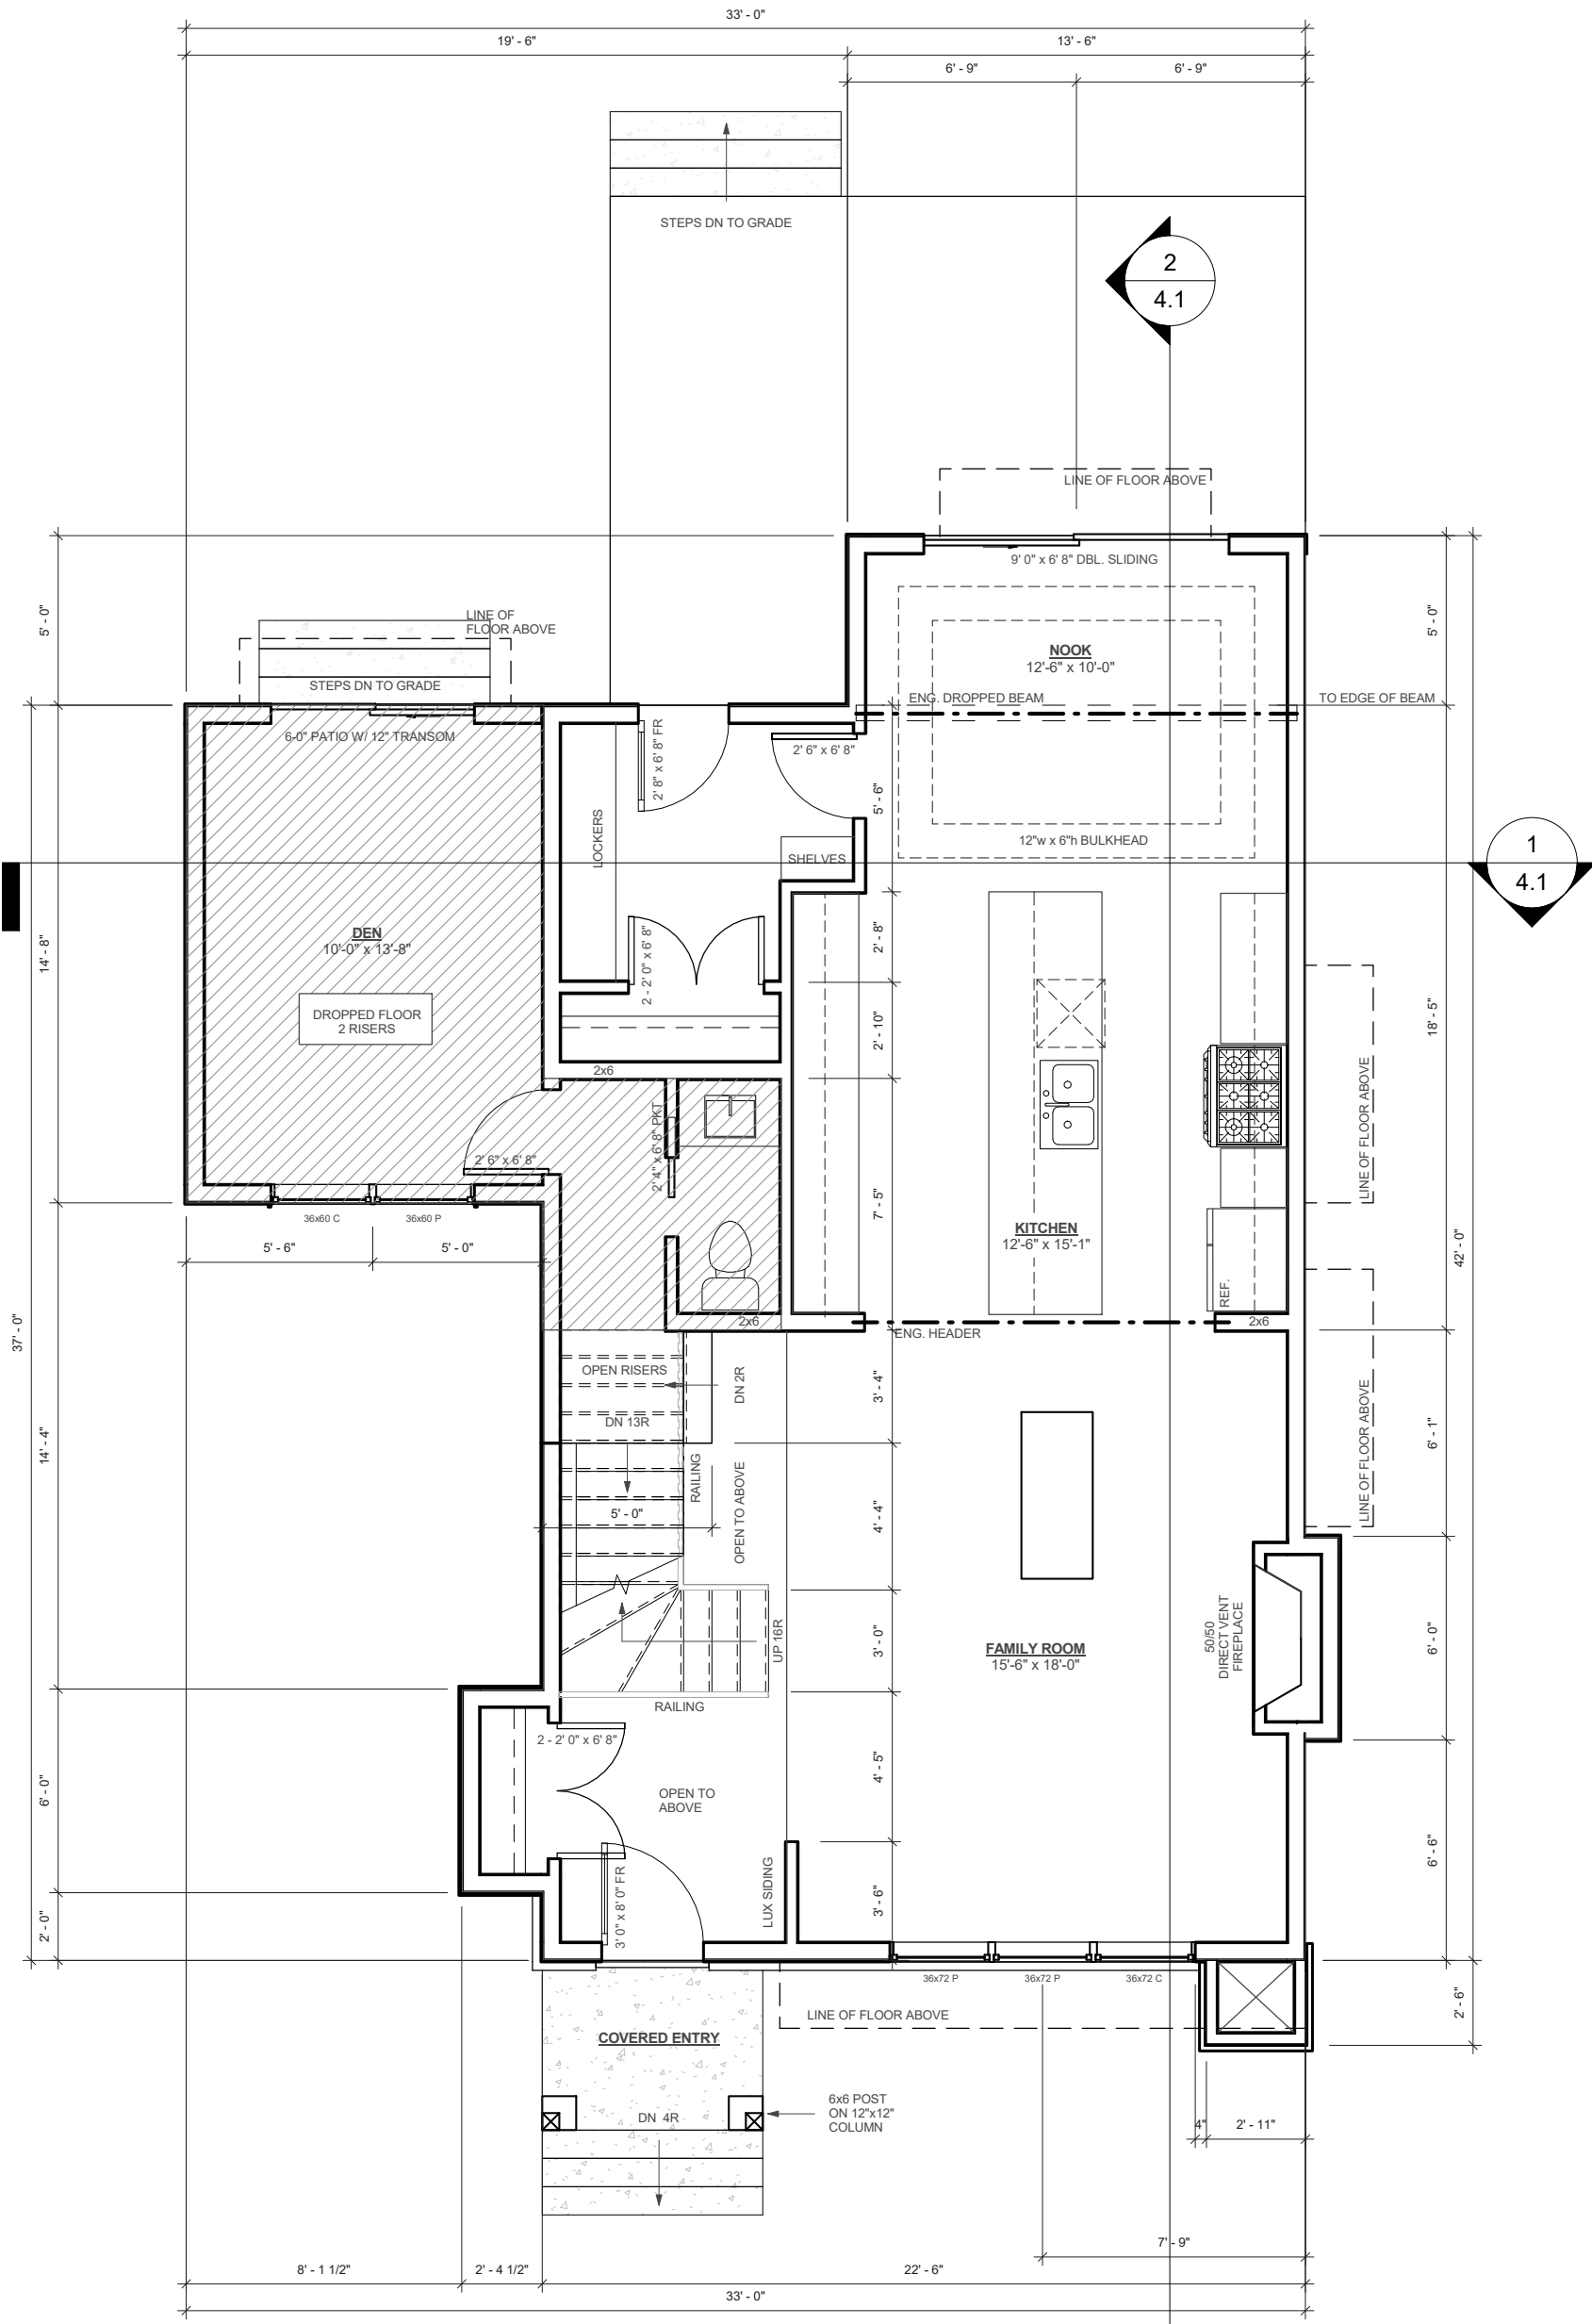 33' - 0"
19' - 6"
13' - 6"
6' - 9"
6' - 9"
STEPS DN TO GRADE
2
4.1
LINE OF FLOOR ABOVE
9' 0" x 6' 8" DBL. SLIDING
5' - 0"
LINE OF
FLOOR ABOVE
STEPS DN TO GRADE
NOOK
12'-6" x 10'-0"
5' - 0"
ENG. DROPPED BEAM
TO EDGE OF BEAM
6-0" PATIO W/ 12" TRANSOM
2' 8" x 6' 8" FR
2' 6" x 6' 8"
5' - 6"
LOCKERS
SHELVES
12"w x 6"h BULKHEAD
1
4.1
14' - 8"
DEN
10'-0" x 13'-8"
DROPPED FLOOR
2 RISERS
2 - 2' 0" x 6' 8"
2' - 8"
2' - 10"
18' - 5"
LINE OF FLOOR ABOVE
2x6
2' 4" x 6' 8" PKT
2' 6" x 6' 8"
7' - 5"
36x60 C
36x60 P
5' - 6"
5' - 0"
KITCHEN
12'-6" x 15'-1"
REF.
42' - 0"
37' - 0"
2x6
ENG. HEADER
2x6
OPEN RISERS
DN 13R
DN 2R
3' - 4"
14' - 4"
RAILING
OPEN TO ABOVE
5' - 0"
4' - 4"
6' - 1"
LINE OF FLOOR ABOVE
UP 16R
3' - 0"
FAMILY ROOM
15'-6" x 18'-0"
50/50
DIRECT VENT
FIREPLACE
6' - 0"
RAILING
2 - 2' 0" x 6' 8"
4' - 5"
6' - 0"
OPEN TO
ABOVE
3' 0" x 8' 0" FR
LUX SIDING
3' - 6"
6' - 6"
2' - 0"
36x72 P
36x72 P
36x72 C
LINE OF FLOOR ABOVE
2' - 6"
COVERED ENTRY
DN 4R
6x6 POST
ON 12"x12"
COLUMN
4"
2' - 11"
7' - 9"
8' - 1 1/2"
2' - 4 1/2"
22' - 6"
33' - 0"